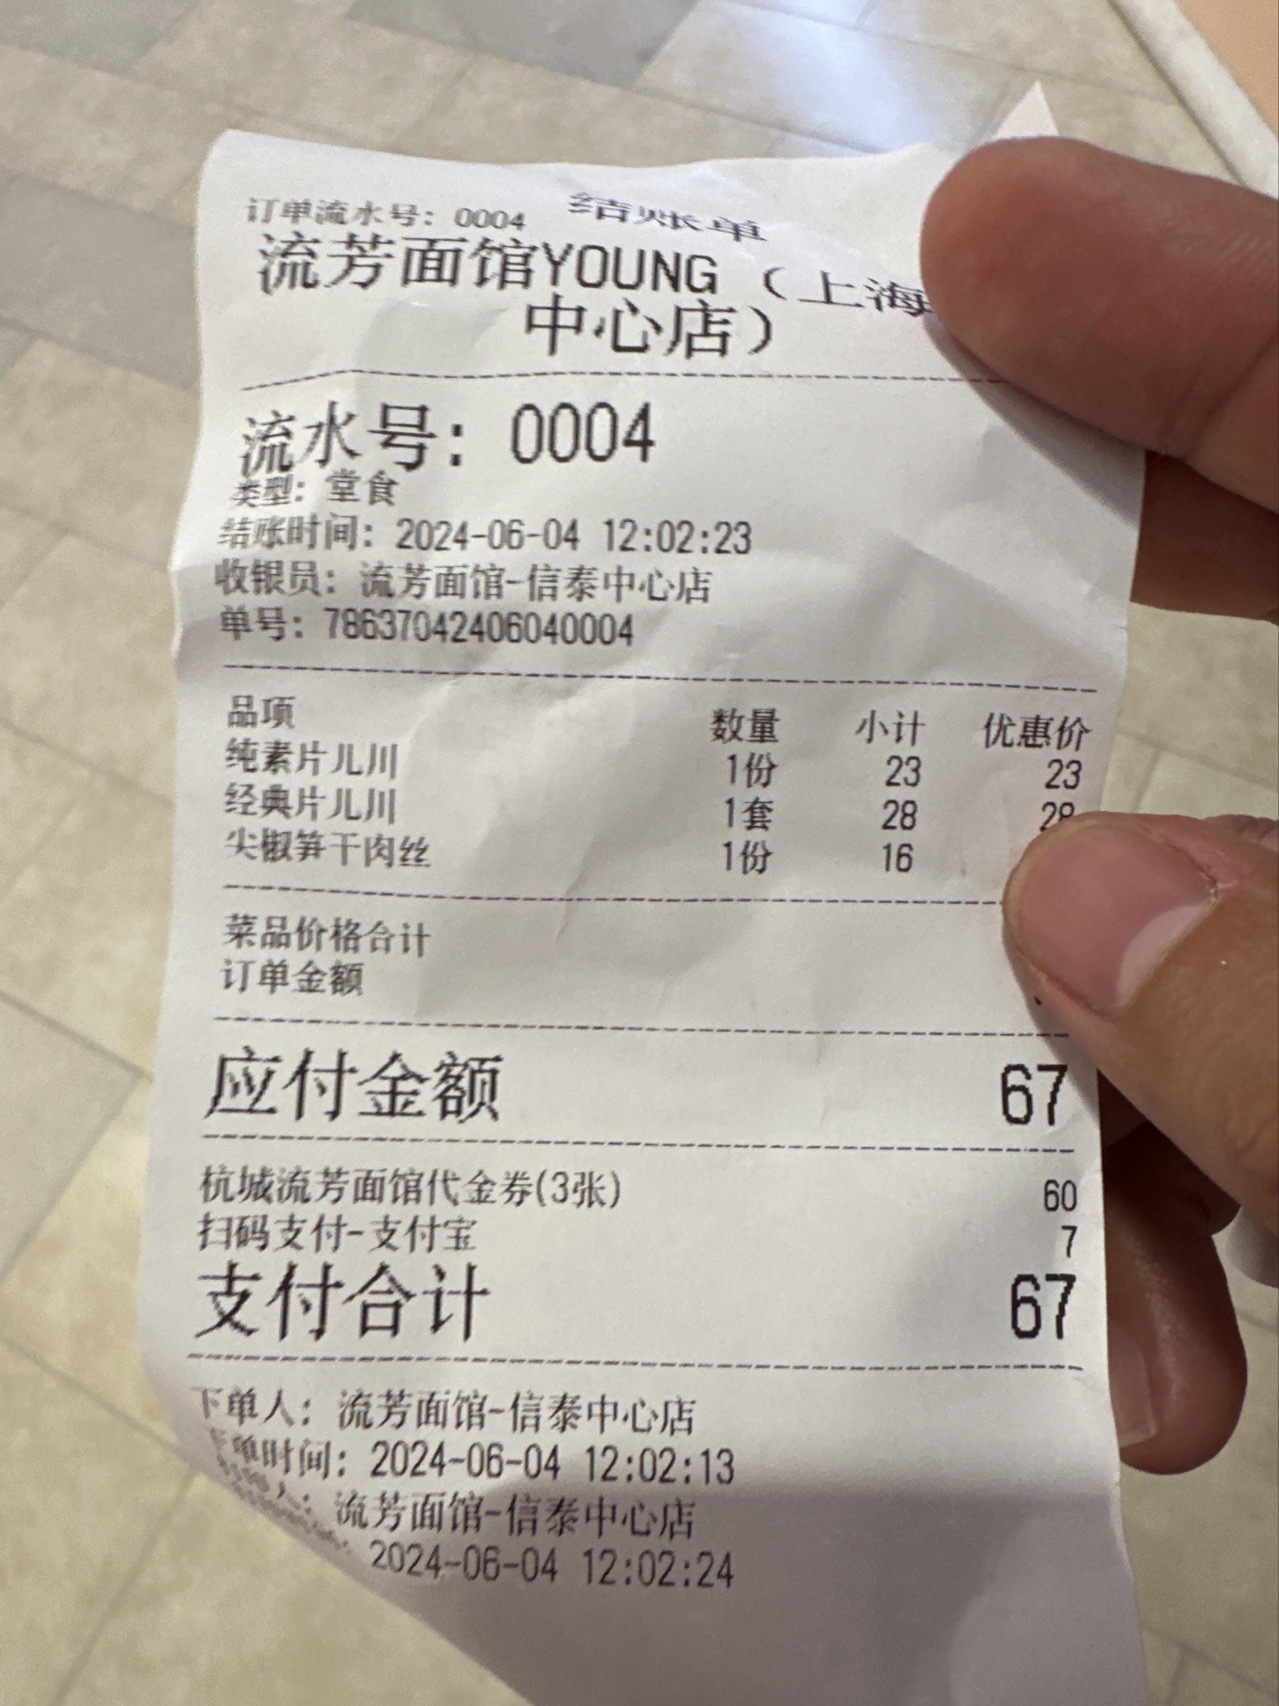 结账单
订单流水号：0004
流芳面馆YOUNG（上海
中心店）
流水号：0004
类型：堂食
结账时间：2024-06-04 12:02:23
收银员：流芳面馆-信泰中心店
单号：78637042406040004
品项 数量 小计 优惠价
纯素片儿川 1份 23 23
经典片儿川 1套 28 28
尖椒笋干肉丝 1份 16
菜品价格合计
订单金额
应付金额 67
杭城流芳面馆代金券(3张) 60
扫码支付-支付宝 7
支付合计 67
下单人：流芳面馆-信泰中心店
下单时间：2024-06-04 12:02:13
流芳面馆-信泰中心店
2024-06-04 12:02:24